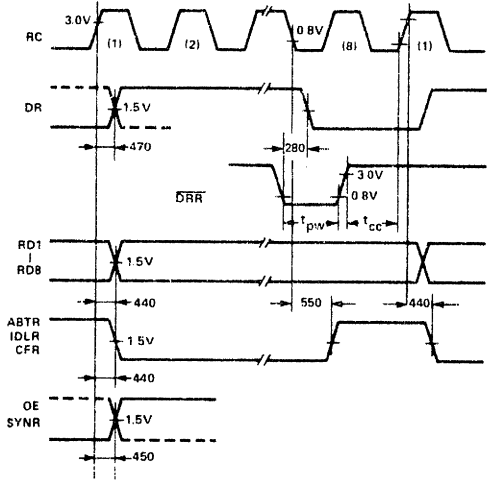 3.0V
RC
(1)
(2)
0.8V
(8)
(1)
DR
1.5V
470
280
DRR
3.0V
0.8V
tpw
tcc
RD1
|
RD8
1.5V
440
550
440
ABTR
IDLR
CFR
1.5V
440
OE
SYNR
1.5V
450